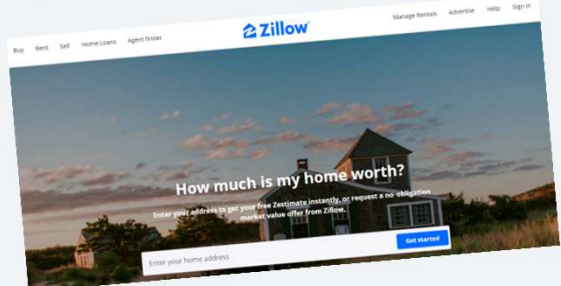 Buy Rent Sell Home Loans Agent finder Zillow Manage Rentals Advertise Help Sign in
How much is my home worth?
Enter your address to get your free Zestimate instantly, or request a no-obligation
market value offer from Zillow.
Enter your home address Get started